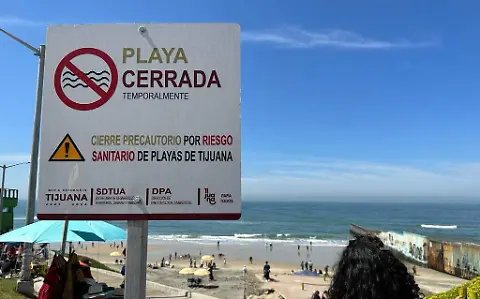 PLAYA
CERRADA
TEMPORALMENTE
CIERRE PRECAUTORIO POR RIESGO
SANITARIO DE PLAYAS DE TIJUANA
TIJUANA
SDTUA
DPA